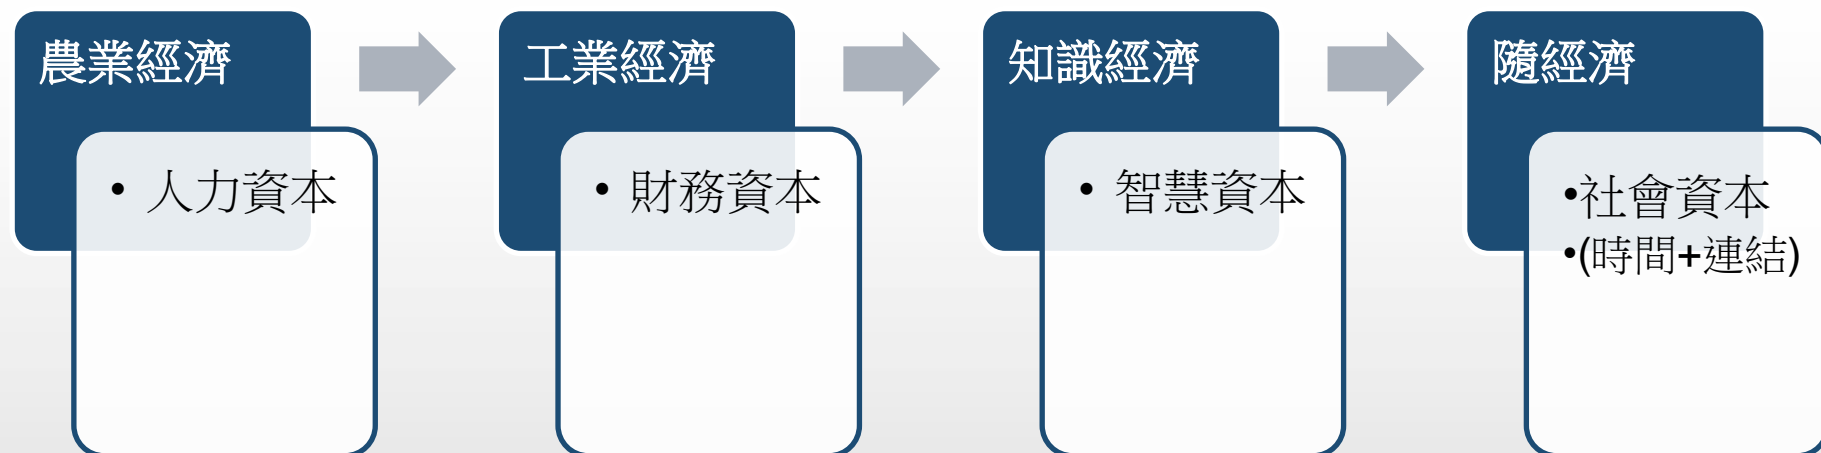 農業經濟
• 人力資本
工業經濟
• 財務資本
知識經濟
• 智慧資本
隨經濟
•社會資本
•(時間+連結)